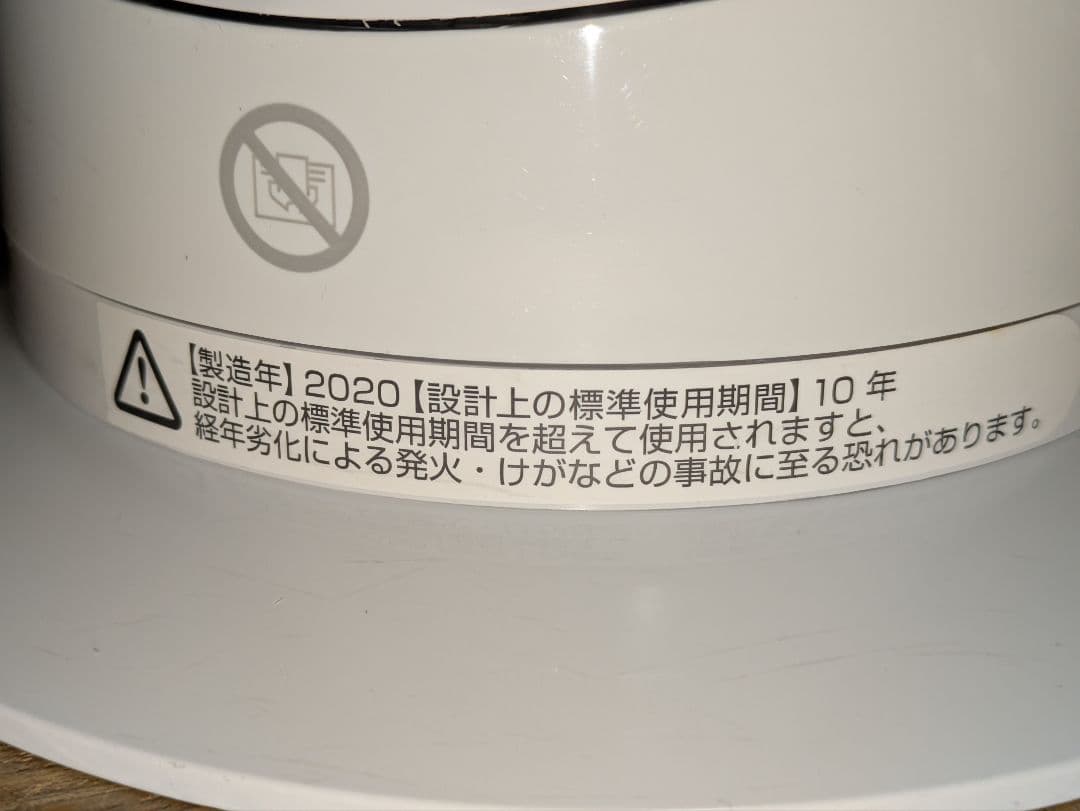 【製造年】2020【設計上の標準使用期間】10 年
設計上の標準使用期間を超えて使用されますと、
経年劣化による発火・けがなどの事故に至る恐れがあります。